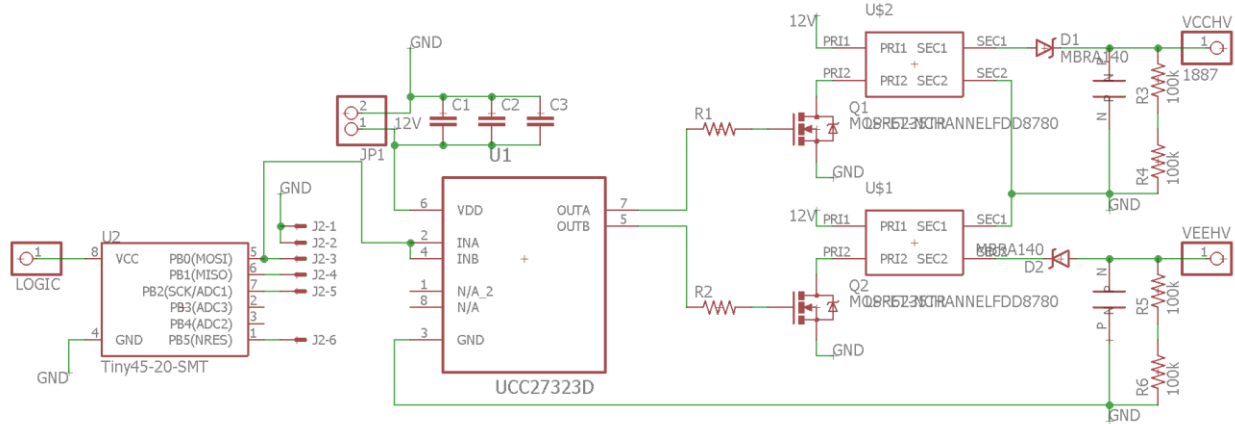 U$2
12V
PRI1
PRI1 SEC1
SEC1
D1
MBRA140
VCCHV
1
1887
PRI2
PRI2 SEC2
SEC2
GND
2
1
12V
JP1
C1
C2
C3
U1
P
N
N
P
R3
100k
R4
100k
R1
Q1
GND
GND
U$1
12V
PRI1
PRI1 SEC1
SEC1
PRI2
PRI2 SEC2
MBRA140
D2
VEEHV
1
6
VDD
OUTA
7
OUTB
5
2
INA
4
INB
1
N/A_2
8
N/A
3
GND
UCC27323D
GND
J2-1
J2-2
J2-3
J2-4
J2-5
J2-6
1
LOGIC
U2
8
VCC
PB0(MOSI)
5
PB1(MISO)
6
PB2(SCK/ADC1)
7
PB3(ADC3)
2
PB4(ADC2)
3
4
GND
PB5(NRES)
1
Tiny45-20-SMT
GND
R2
Q2
GND
N
P
R5
100k
R6
100k
GND